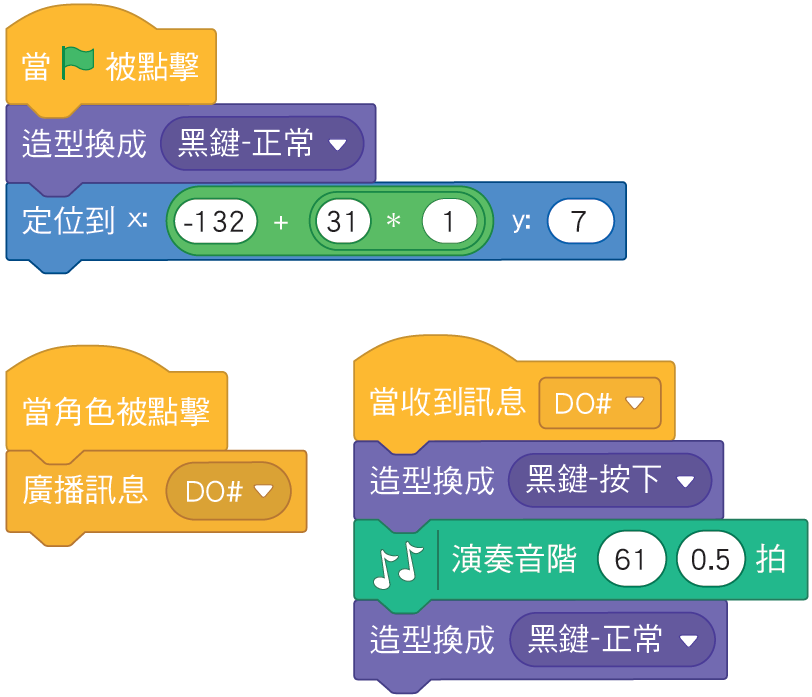 當 被點擊
造型換成 黑鍵-正常
定位到 x: -132 + 31 * 1 y: 7
當角色被點擊
廣播訊息 DO#
當收到訊息 DO#
造型換成 黑鍵-按下
演奏音階 61 0.5 拍
造型換成 黑鍵-正常